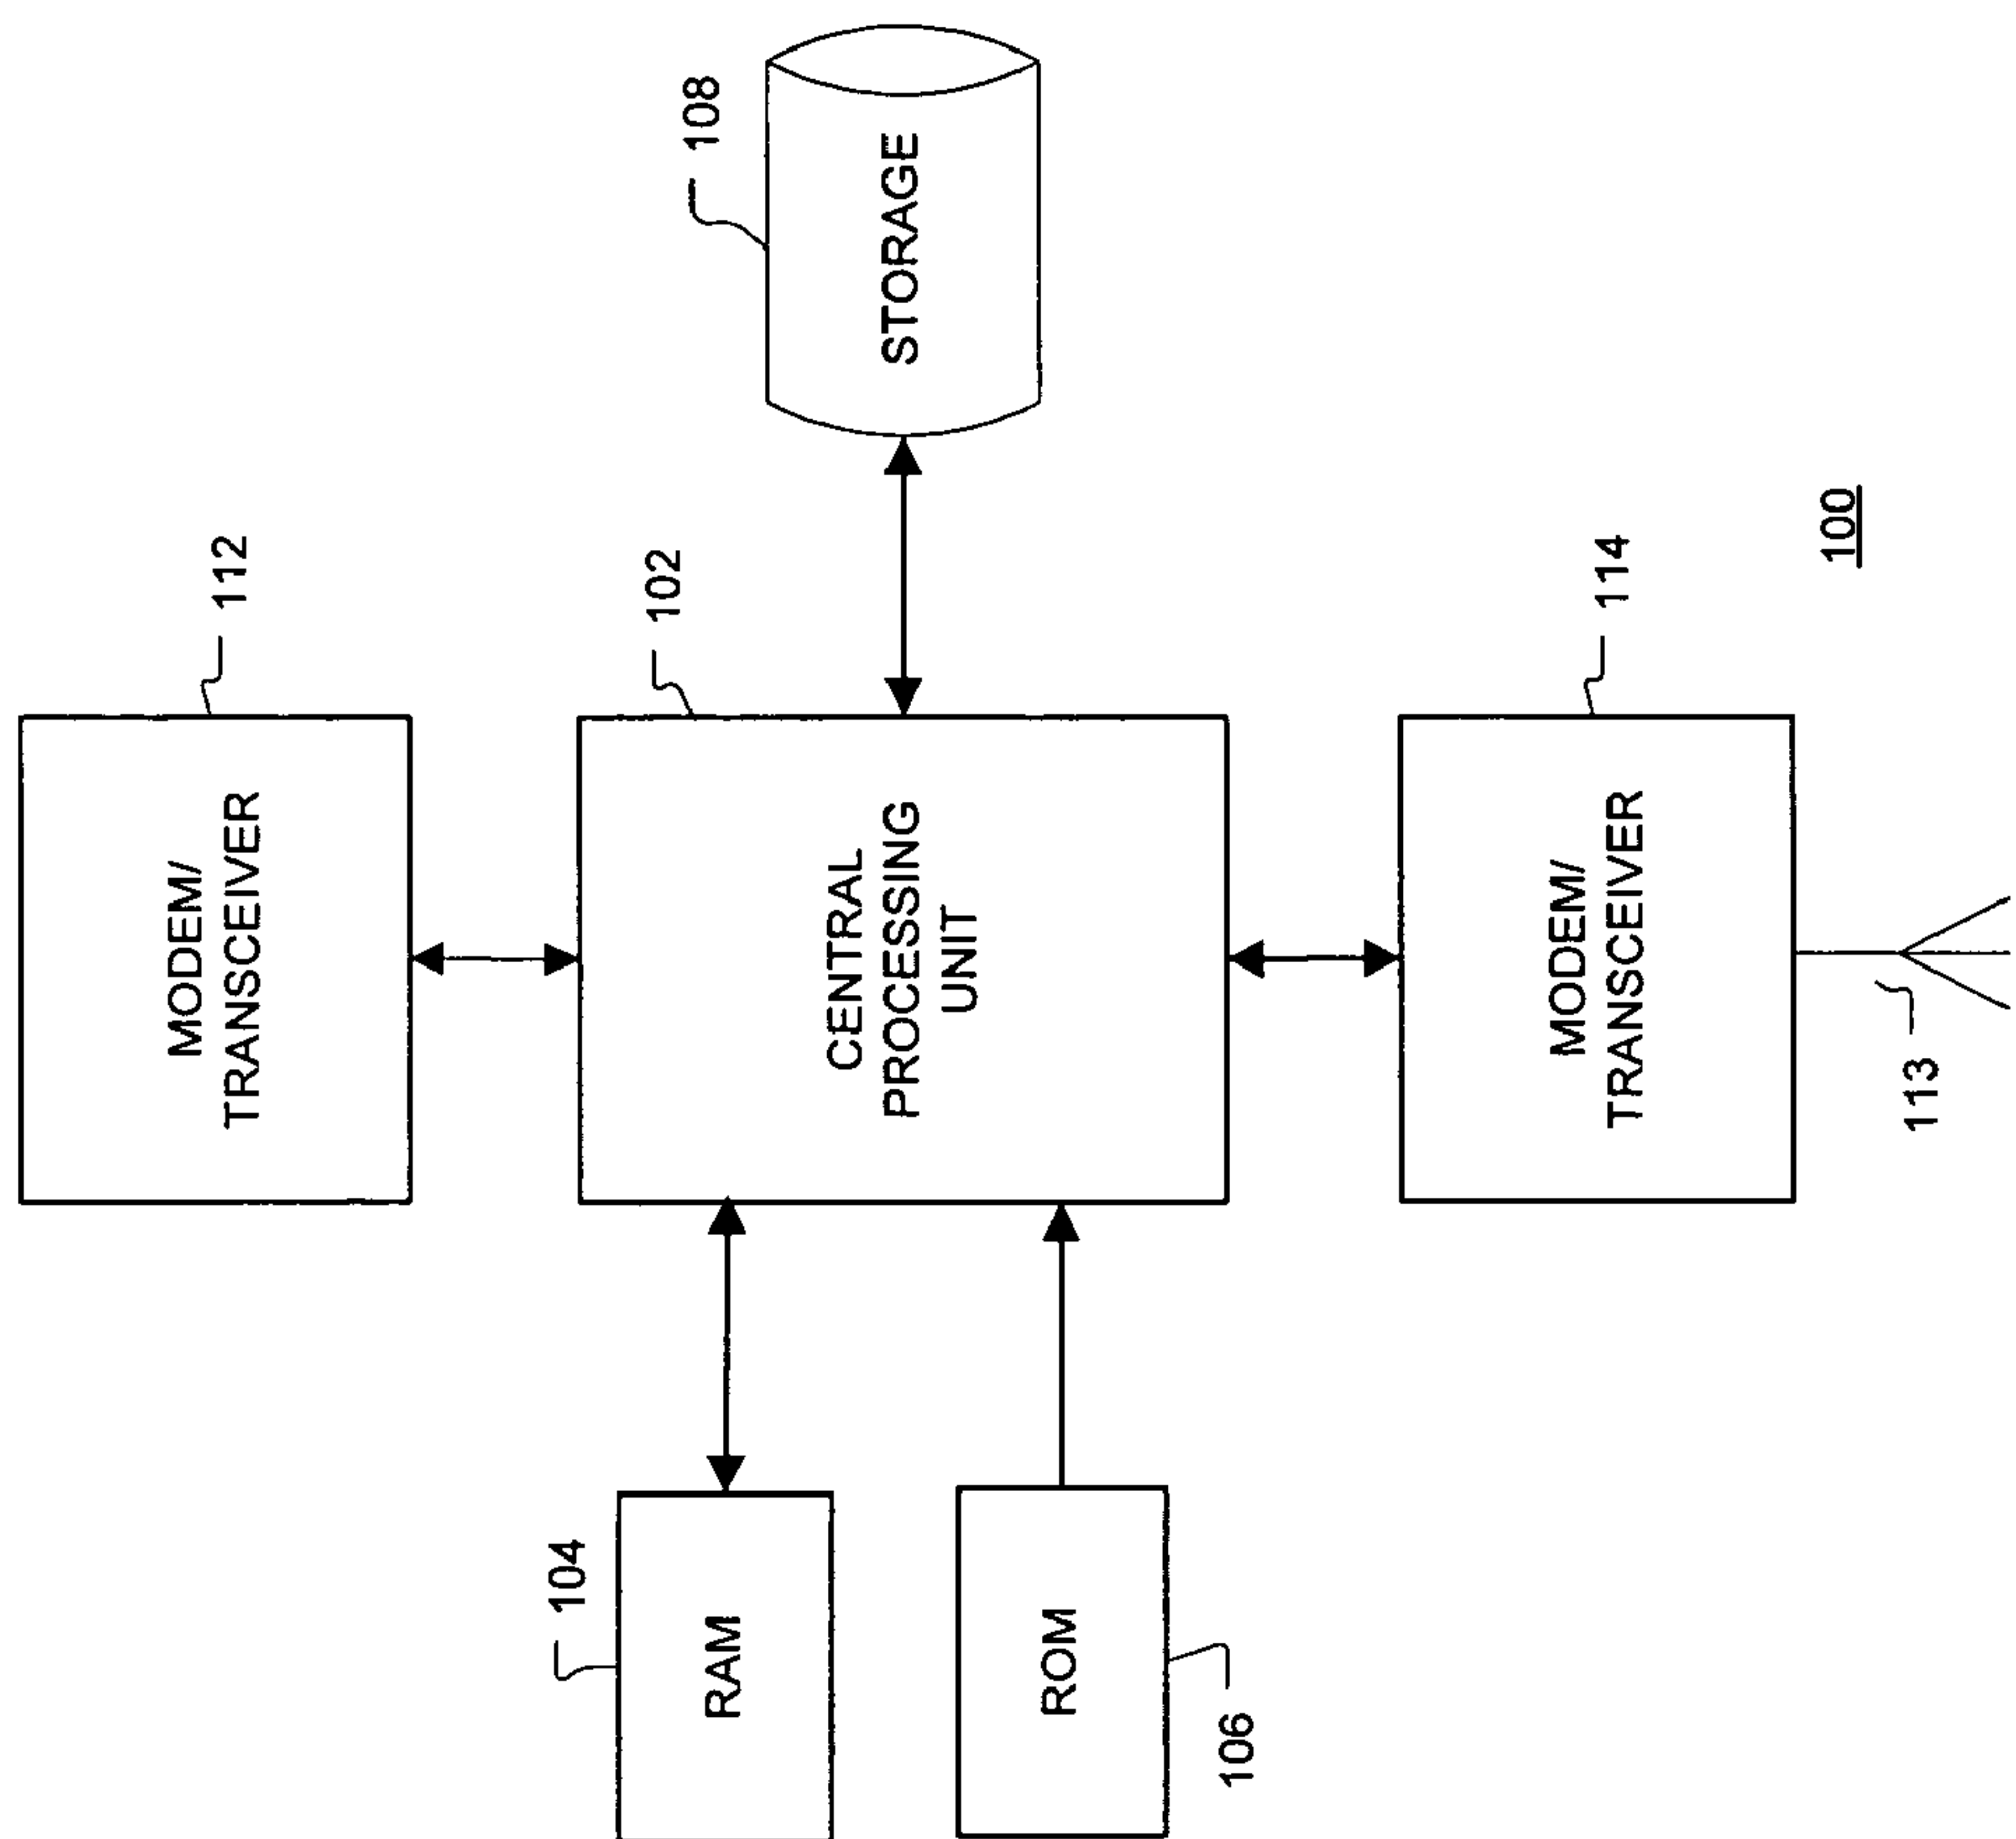 108
STORAGE
112
102
114
100
MODEM/
TRANSCEIVER
CENTRAL
PROCESSING
UNIT
MODEM/
TRANSCEIVER
113
104
RAM
ROM
106